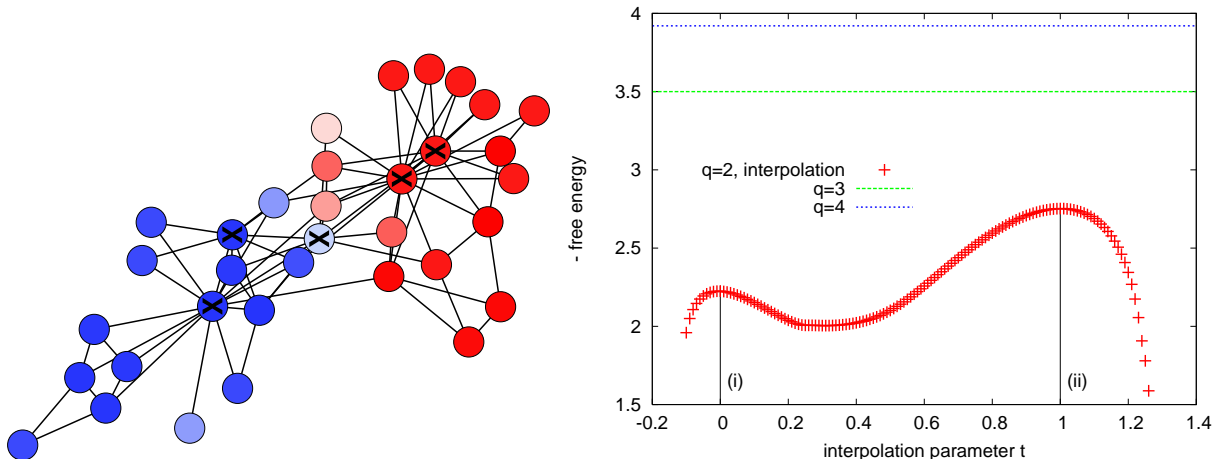 4
3.5
3
2.5
2
1.5
- free energy
q=2, interpolation
q=3
q=4
(i)
(ii)
-0.2 0 0.2 0.4 0.6 0.8 1 1.2 1.4
interpolation parameter t
X
X
X
X
X